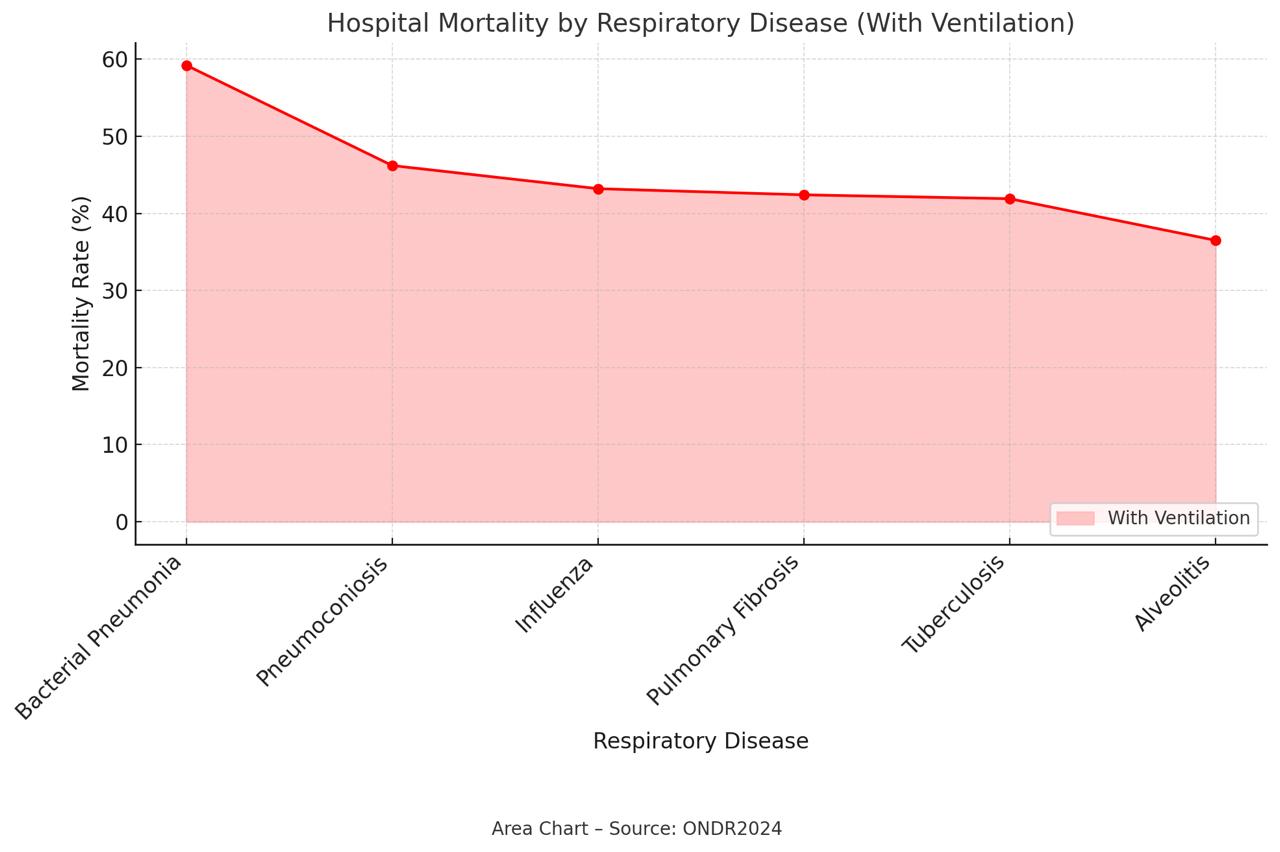 Hospital Mortality by Respiratory Disease (With Ventilation)
Mortality Rate (%)
60
50
40
30
20
10
0
With Ventilation
Bacterial Pneumonia
Pneumoconiosis
Influenza
Pulmonary Fibrosis
Tuberculosis
Alveolitis
Respiratory Disease
Area Chart – Source: ONDR2024